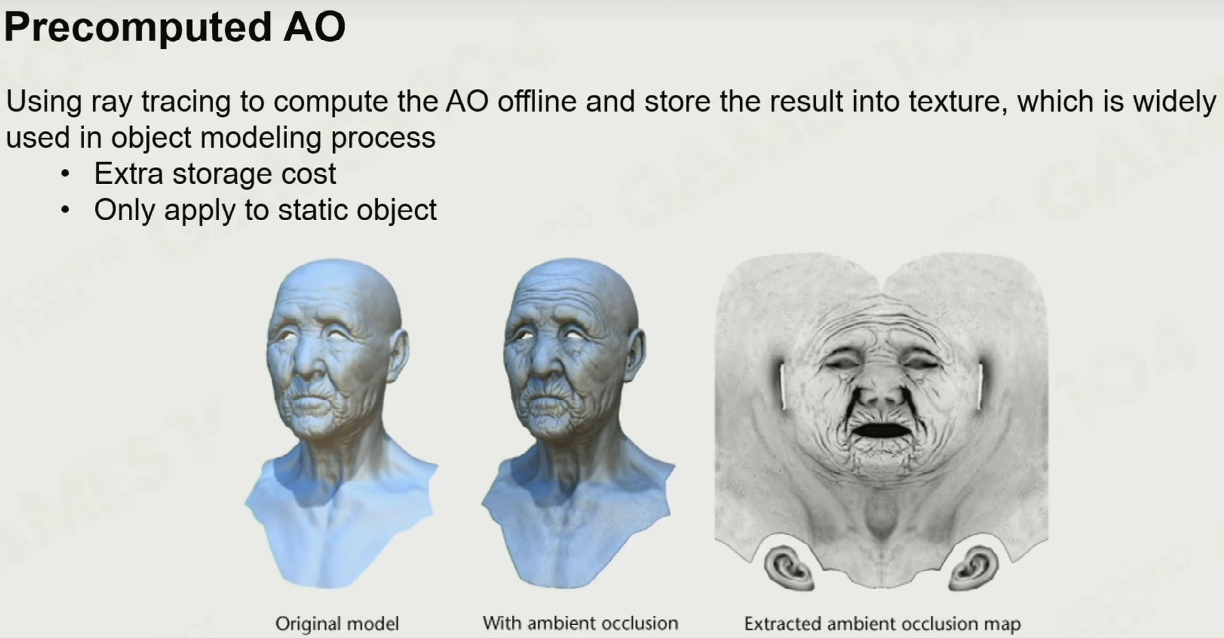 Precomputed AO
Using ray tracing to compute the AO offline and store the result into texture, which is widely
used in object modeling process
• Extra storage cost
• Only apply to static object
Original model
With ambient occlusion
Extracted ambient occlusion map